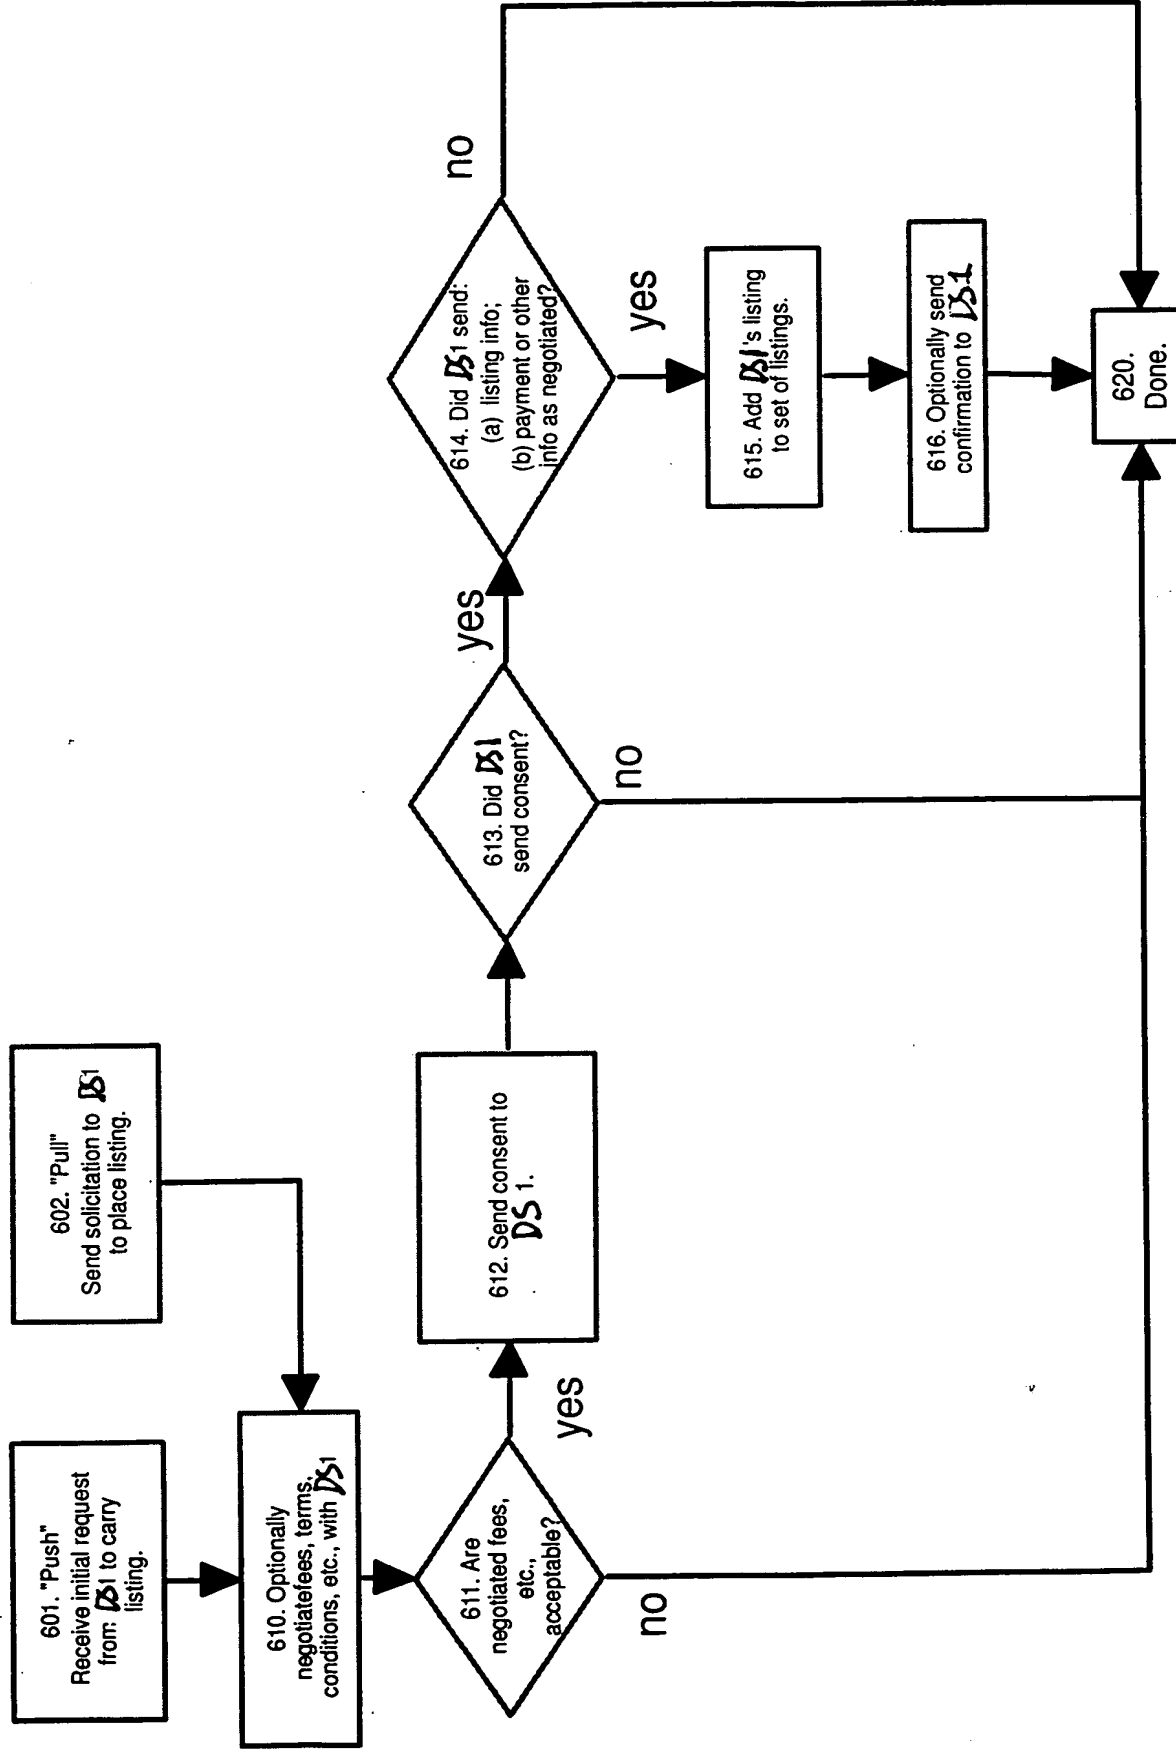 601. "Push"
Receive initial request
from DS1 to carry
listing.
602. "Pull"
Send solicitation to DS1
to place listing.
610. Optionally
negotiatefees, terms,
conditions, etc., with DS1
611. Are
negotiated fees,
etc.,
acceptable?
yes
no
612. Send consent to
DS 1.
613. Did DS1
send consent?
yes
no
614. Did DS1 send:
(a) listing info;
(b) payment or other
info as negotiated?
no
yes
615. Add DS1's listing
to set of listings.
616. Optionally send
confirmation to DS1
620.
Done.